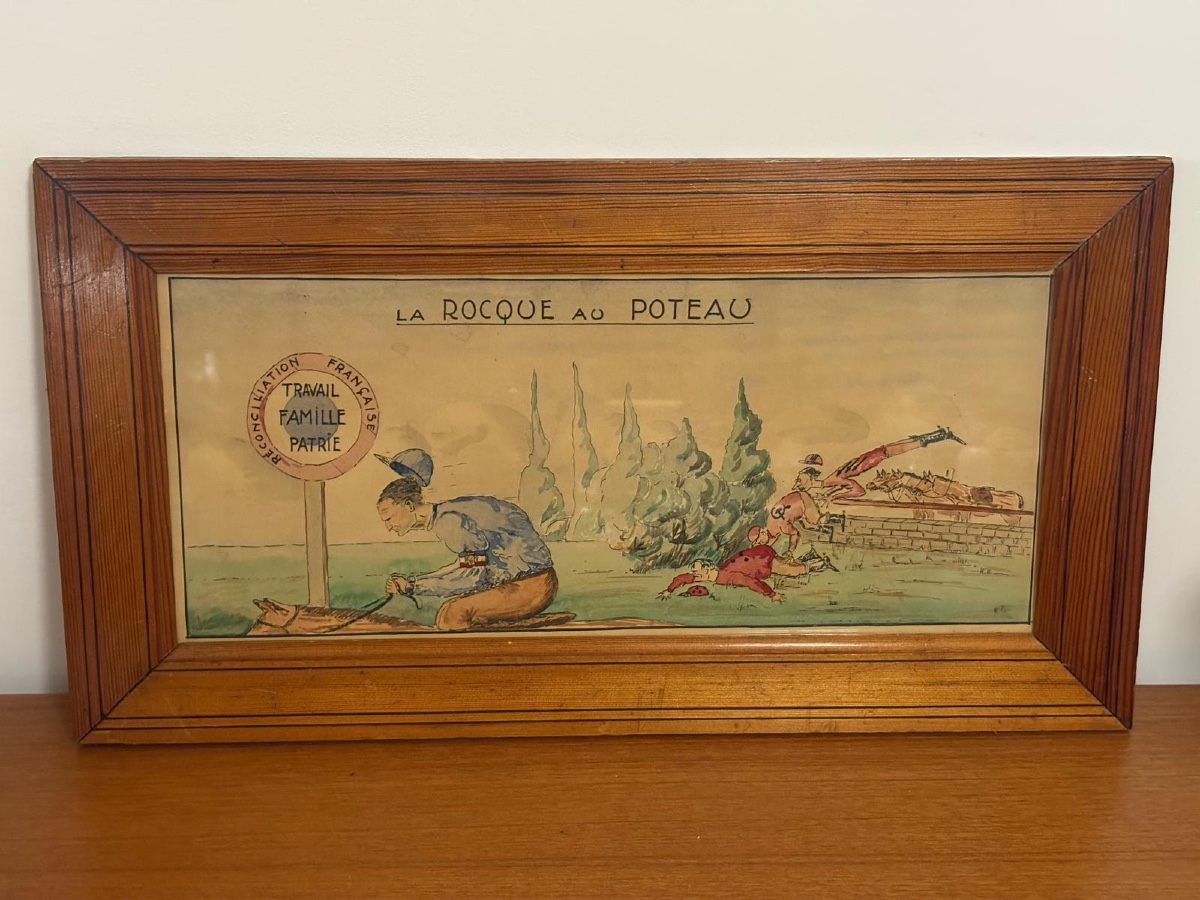 LA ROCQUE AU POTEAU
RÉCONCILIATION FRANÇAISE
TRAVAIL
FAMILLE
PATRIE